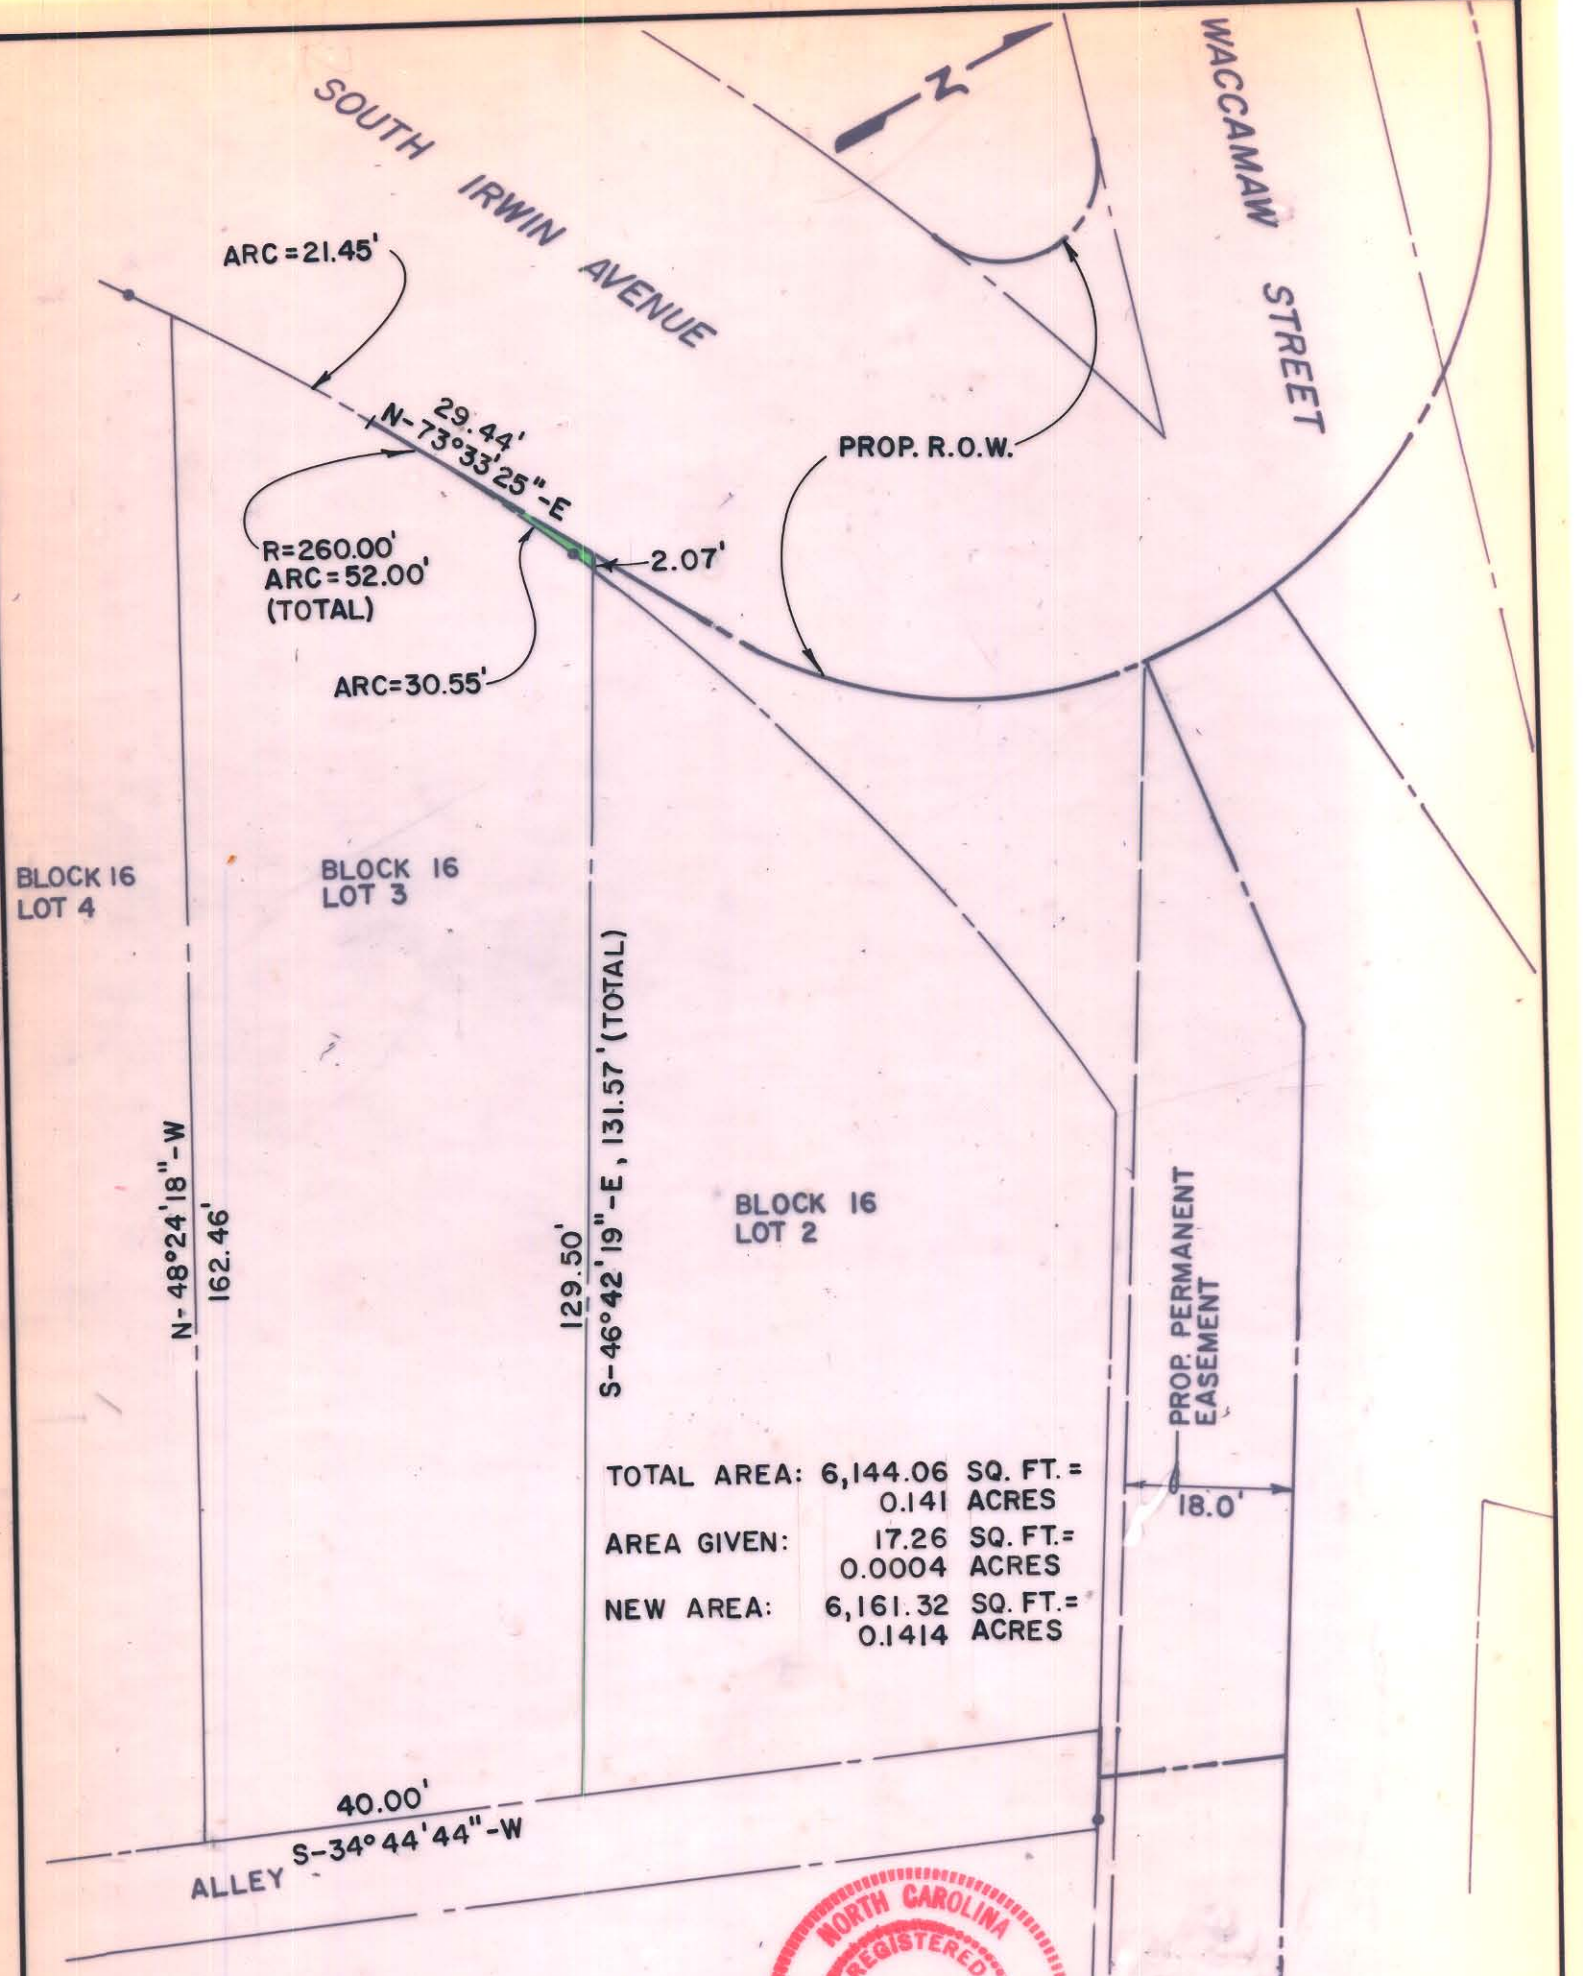 SOUTH IRWIN AVENUE
N
WACCAMAW STREET
ARC=21.45'
29.44'
N-73°33'25"-E
PROP. R.O.W.
R=260.00'
ARC=52.00'
(TOTAL)
2.07'
ARC=30.55'
BLOCK 16
LOT 4
BLOCK 16
LOT 3
N-48°24'18"-W
162.46'
129.50'
S-46°42'19"-E, 131.57'(TOTAL)
BLOCK 16
LOT 2
PROP. PERMANENT
EASEMENT
18.0'
TOTAL AREA: 6,144.06 SQ. FT.=
0.141 ACRES
AREA GIVEN: 17.26 SQ. FT.=
0.0004 ACRES
NEW AREA: 6,161.32 SQ. FT.=
0.1414 ACRES
40.00'
S-34°44'44"-W
ALLEY
NORTH CAROLINA
REGISTERED